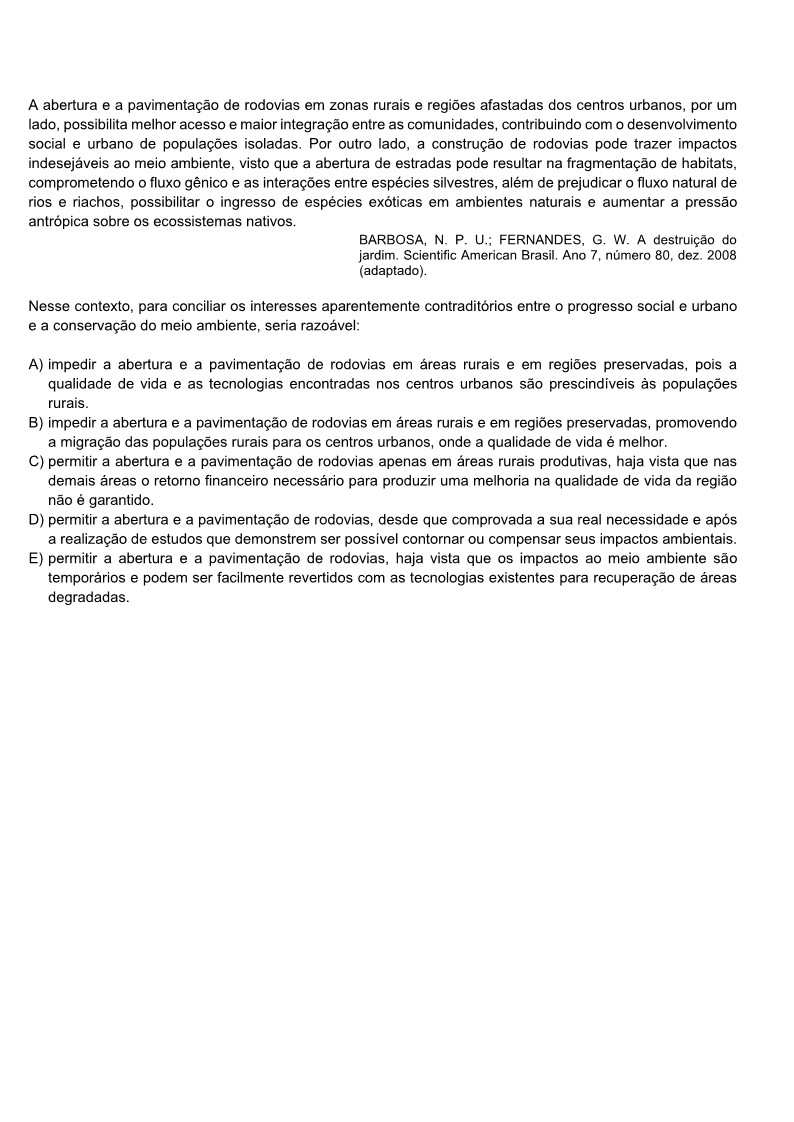 A abertura e a pavimentação de rodovias em zonas rurais e regiões afastadas dos centros urbanos, por um
lado, possibilita melhor acesso e maior integração entre as comunidades, contribuindo com o desenvolvimento
social e urbano de populações isoladas. Por outro lado, a construção de rodovias pode trazer impactos
indesejáveis ao meio ambiente, visto que a abertura de estradas pode resultar na fragmentação de habitats,
comprometendo o fluxo gênico e as interações entre espécies silvestres, além de prejudicar o fluxo natural de
rios e riachos, possibilitar o ingresso de espécies exóticas em ambientes naturais e aumentar a pressão
antrópica sobre os ecossistemas nativos.
BARBOSA, N. P. U.; FERNANDES, G. W. A destruição do
jardim. Scientific American Brasil. Ano 7, número 80, dez. 2008
(adaptado).
Nesse contexto, para conciliar os interesses aparentemente contraditórios entre o progresso social e urbano
e a conservação do meio ambiente, seria razoável:
A) impedir a abertura e a pavimentação de rodovias em áreas rurais e em regiões preservadas, pois a
qualidade de vida e as tecnologias encontradas nos centros urbanos são prescindíveis às populações
rurais.
B) impedir a abertura e a pavimentação de rodovias em áreas rurais e em regiões preservadas, promovendo
a migração das populações rurais para os centros urbanos, onde a qualidade de vida é melhor.
C) permitir a abertura e a pavimentação de rodovias apenas em áreas rurais produtivas, haja vista que nas
demais áreas o retorno financeiro necessário para produzir uma melhoria na qualidade de vida da região
não é garantido.
D) permitir a abertura e a pavimentação de rodovias, desde que comprovada a sua real necessidade e após
a realização de estudos que demonstrem ser possível contornar ou compensar seus impactos ambientais.
E) permitir a abertura e a pavimentação de rodovias, haja vista que os impactos ao meio ambiente são
temporários e podem ser facilmente revertidos com as tecnologias existentes para recuperação de áreas
degradadas.